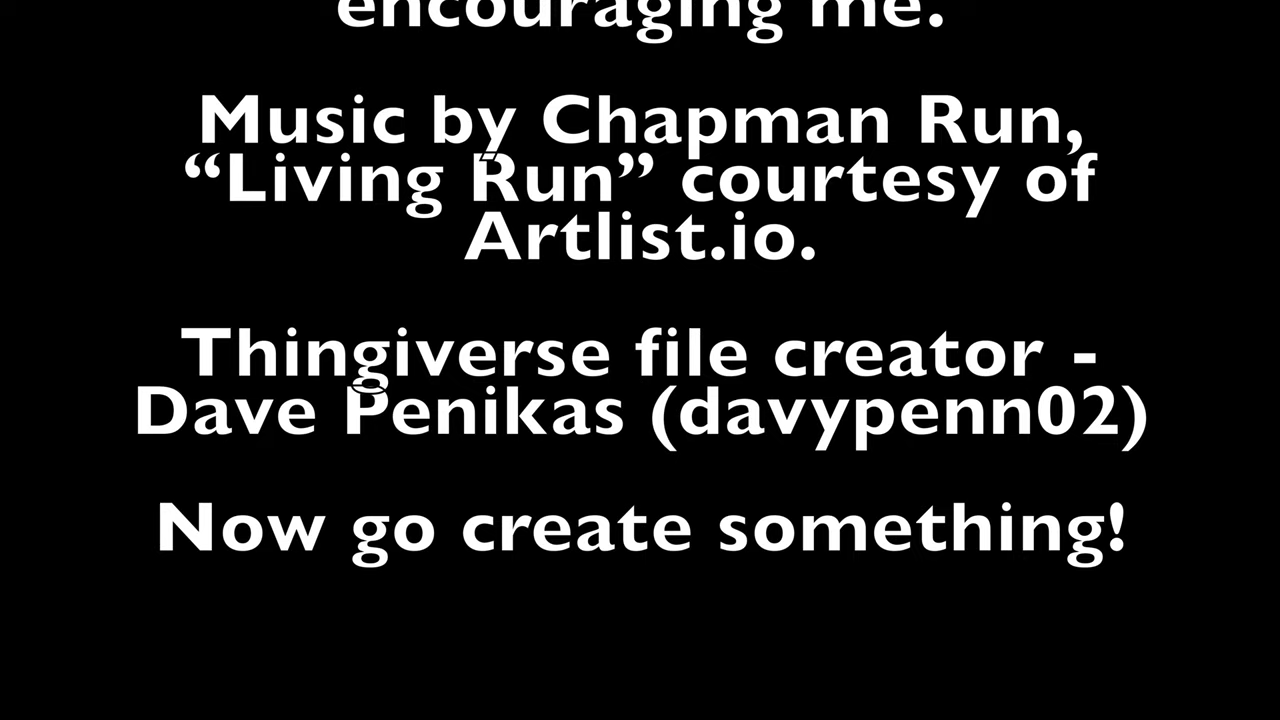 encouraging me.
Music by Chapman Run,
“Living Run” courtesy of
Artlist.io.
Thingiverse file creator -
Dave Penikas (davypenn02)
Now go create something!